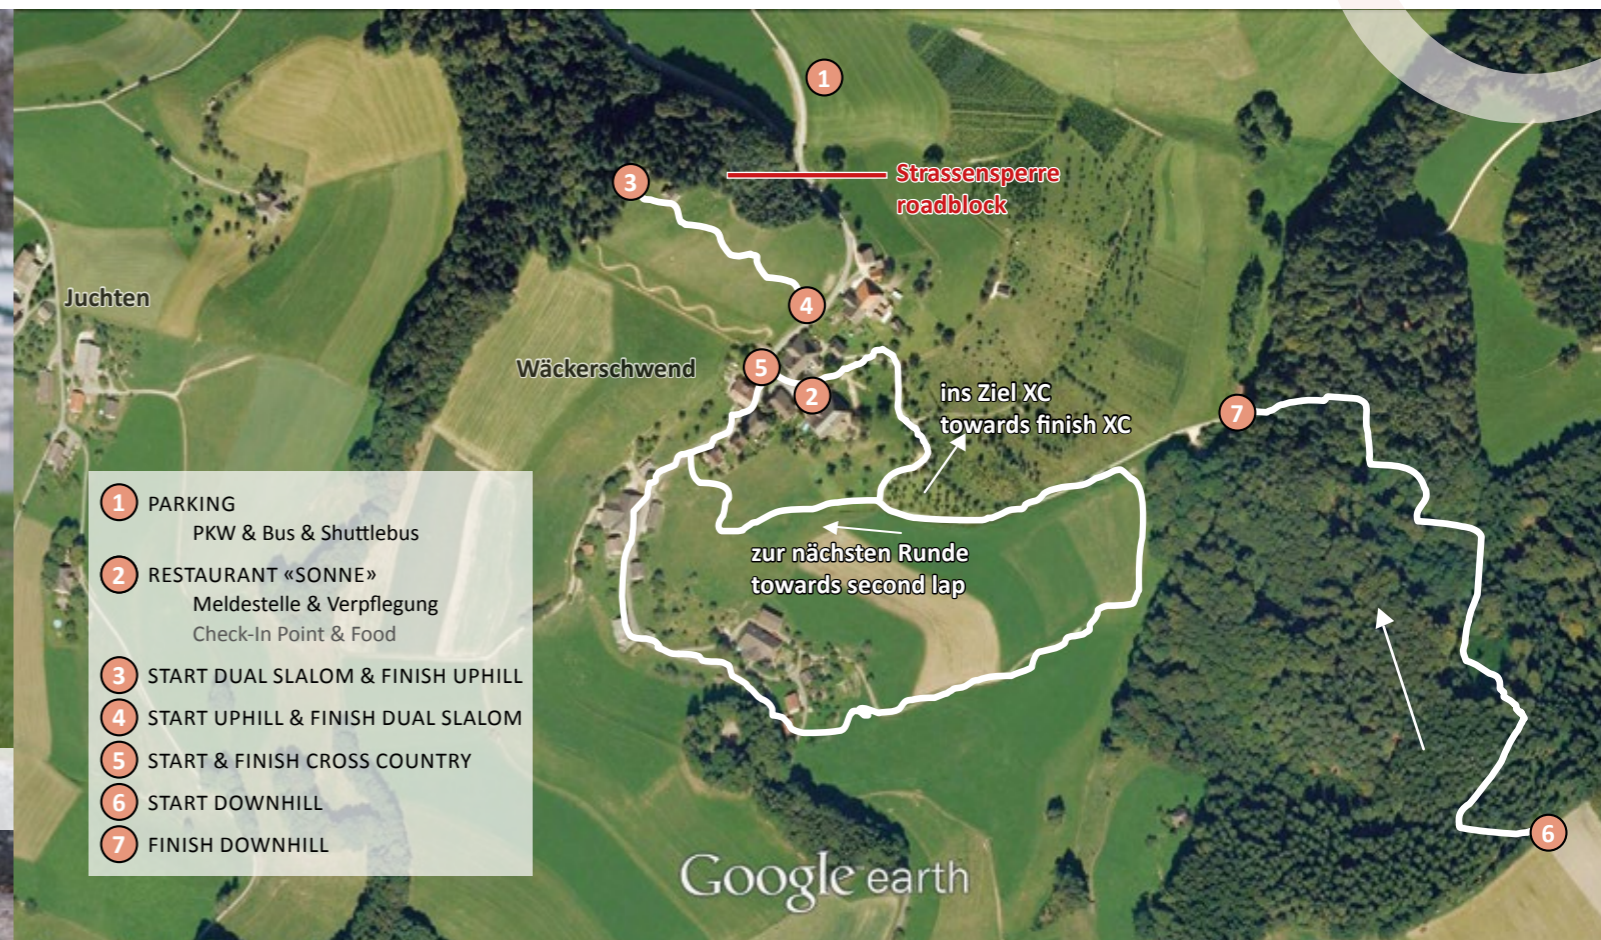 1
Strassensperre
roadblock
3
Juchten
4
Wäckerschwend
5
2
ins Ziel XC
towards finish XC
7
zur nächsten Runde
towards second lap
6
1 PARKING
PKW & Bus & Shuttlebus
2 RESTAURANT «SONNE»
Meldestelle & Verpflegung
Check-In Point & Food
3 START DUAL SLALOM & FINISH UPHILL
4 START UPHILL & FINISH DUAL SLALOM
5 START & FINISH CROSS COUNTRY
6 START DOWNHILL
7 FINISH DOWNHILL
Google earth